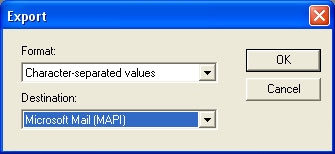 Export
Format:
Character-separated values
OK
Cancel
Destination:
Microsoft Mail (MAPI)